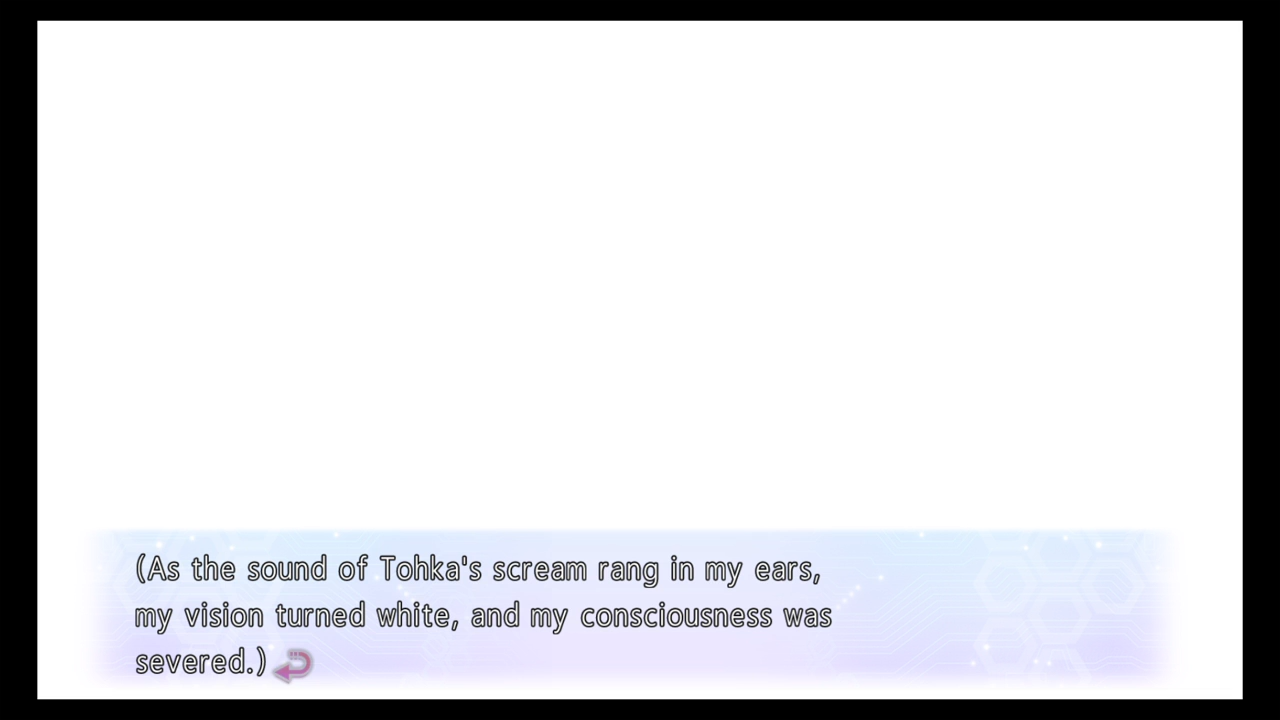 (As the sound of Tohka's scream rang in my ears,
my vision turned white, and my consciousness was
severed.)